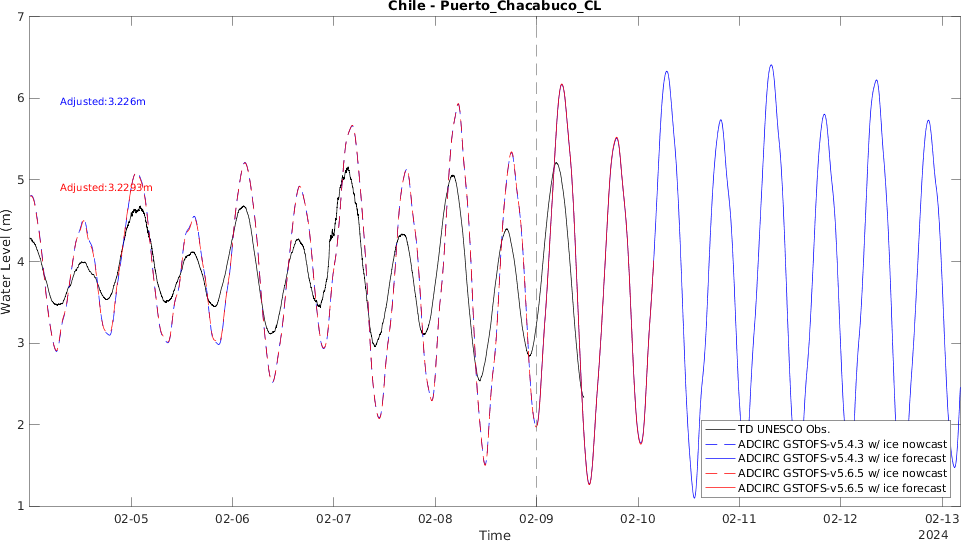 Chile - Puerto_Chacabuco_CL
7
6
5
4
3
2
1
Water Level (m)
Adjusted:3.226m
Adjusted:3.2293m
TD UNESCO Obs.
ADCIRC GSTOFS-v5.4.3 w/ ice nowcast
ADCIRC GSTOFS-v5.4.3 w/ ice forecast
ADCIRC GSTOFS-v5.6.5 w/ ice nowcast
ADCIRC GSTOFS-v5.6.5 w/ ice forecast
02-05 02-06 02-07 02-08 02-09 02-10 02-11 02-12 02-13
2024
Time